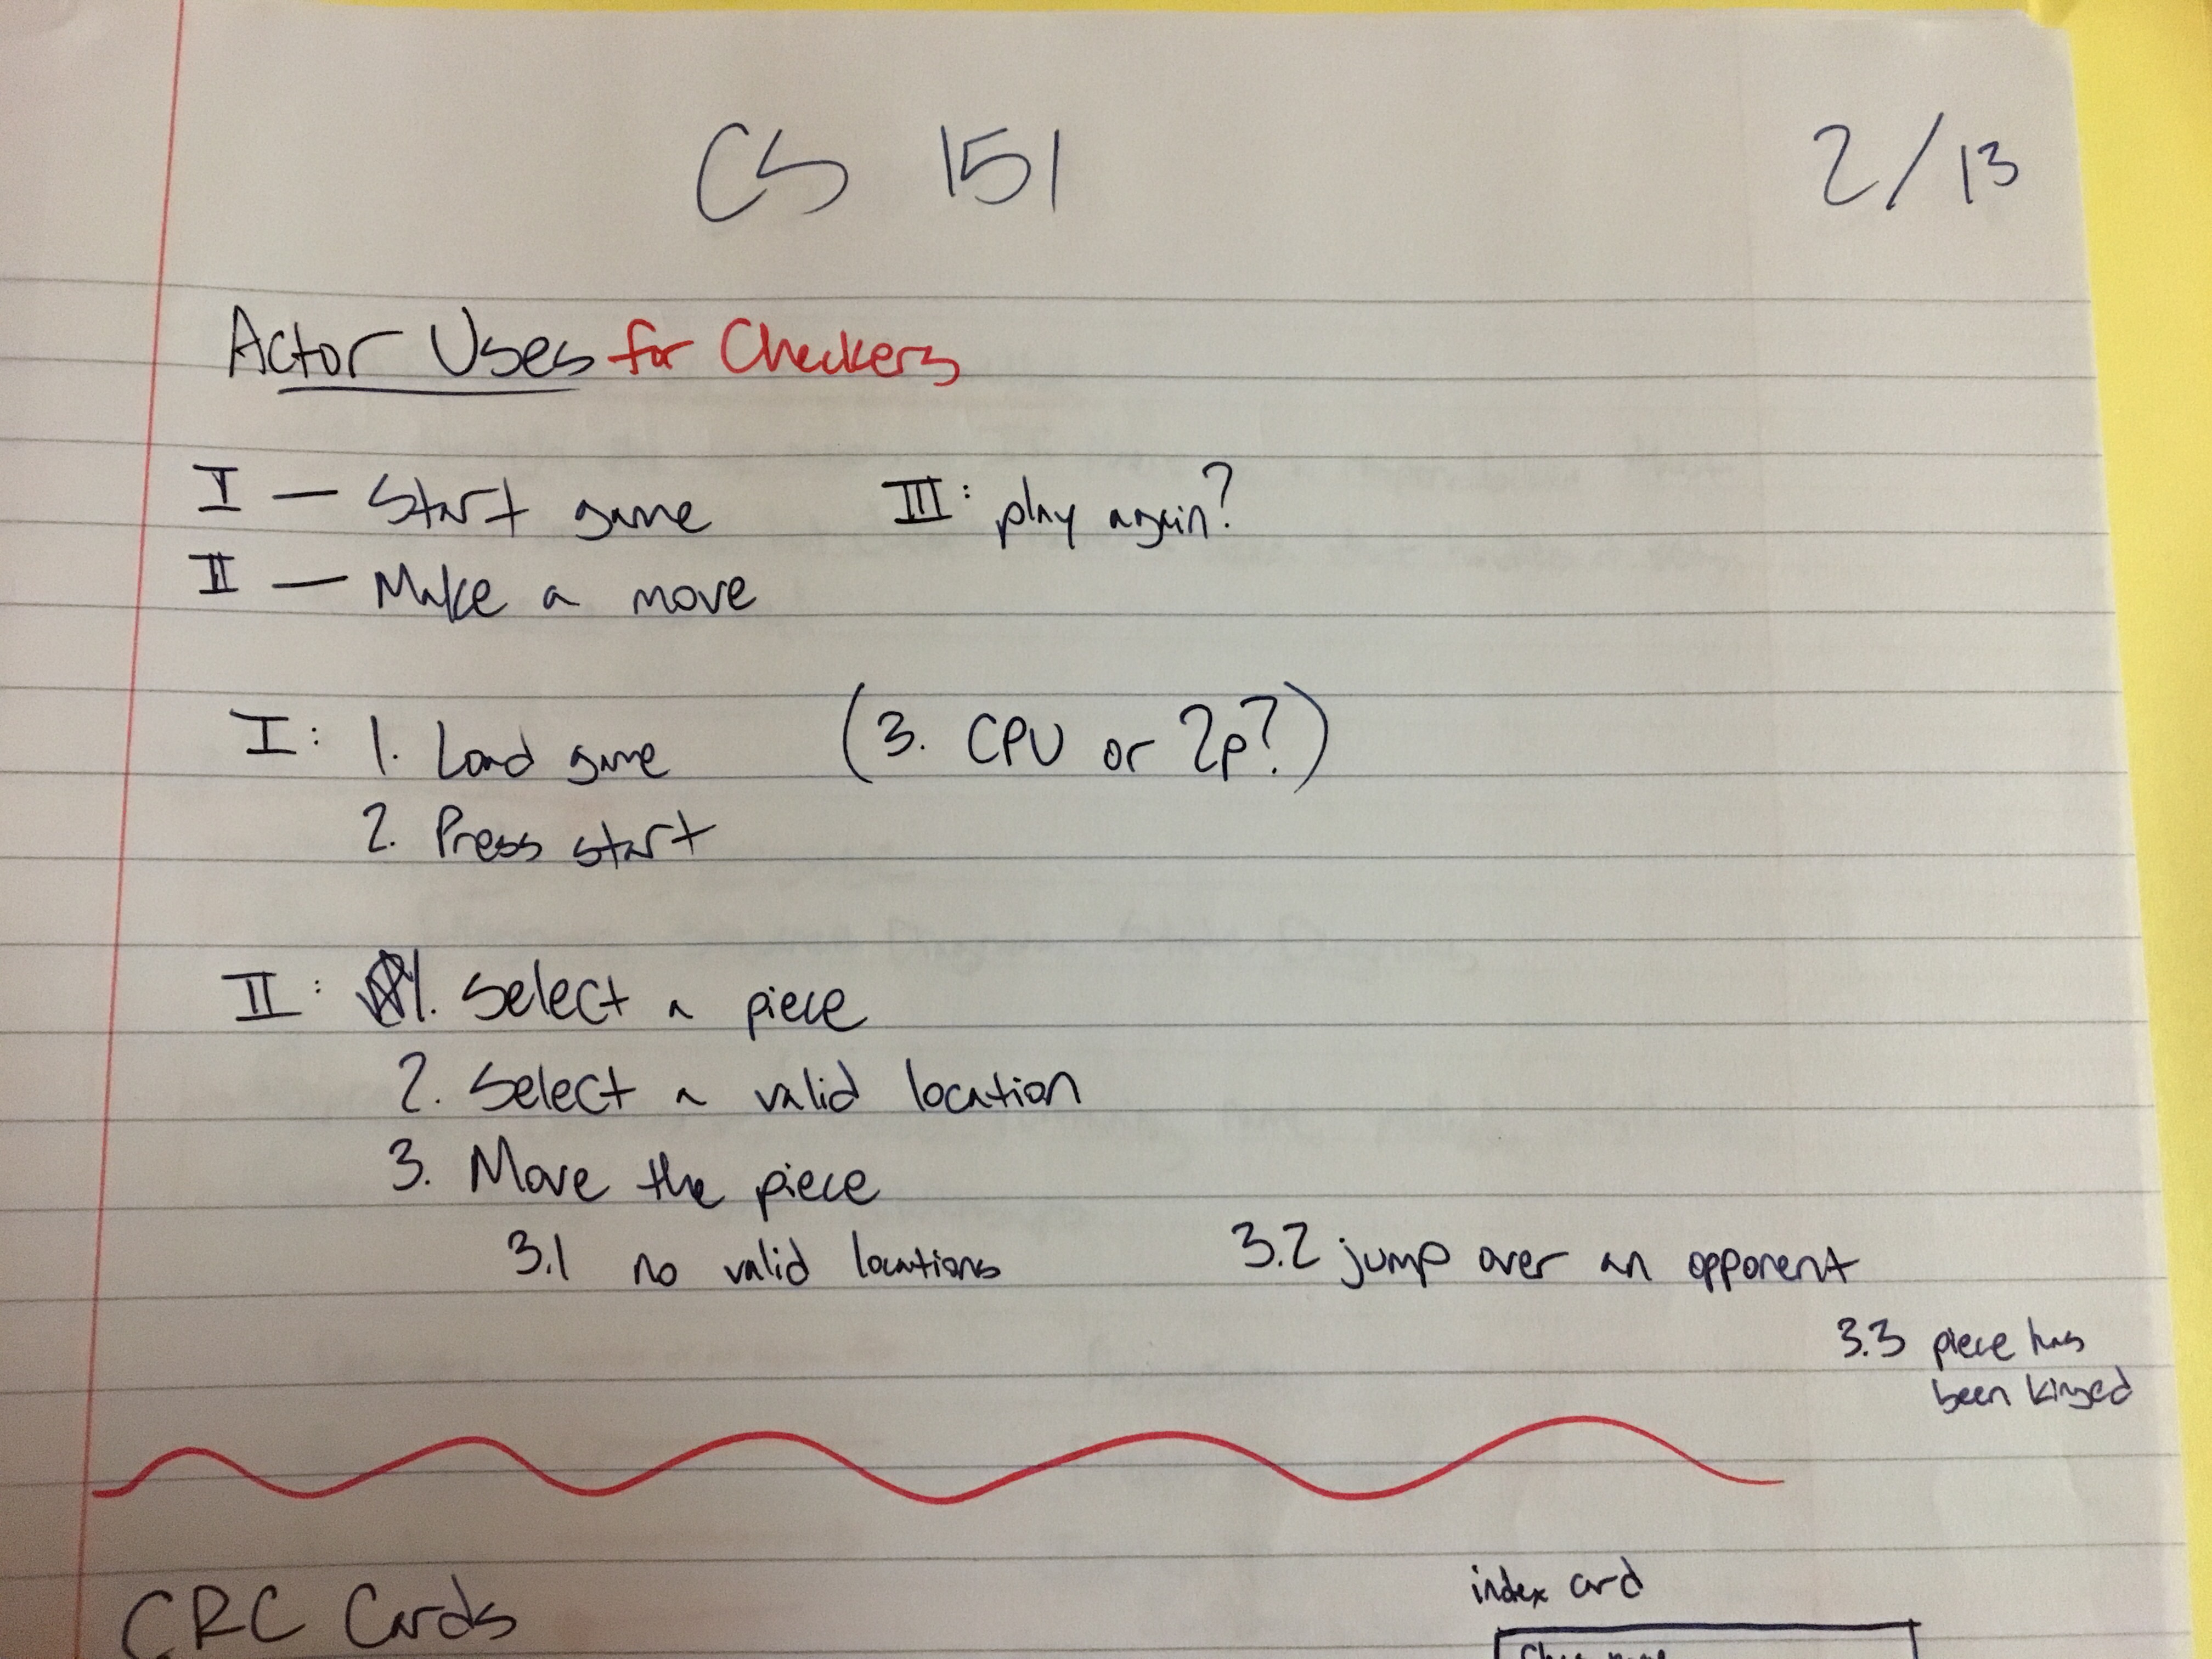 CS 151
2/13
Actor Uses for Checkers
I — Start game
III: play again?
II — Make a move
I: 1. Load game
(3. CPU or 2p?)
2. Press start
II: 1. Select a piece
2. Select a valid location
3. Move the piece
3.1 no valid locations
3.2 jump over an opponent
3.3 piece has
been kinged
CRC Cards
index card